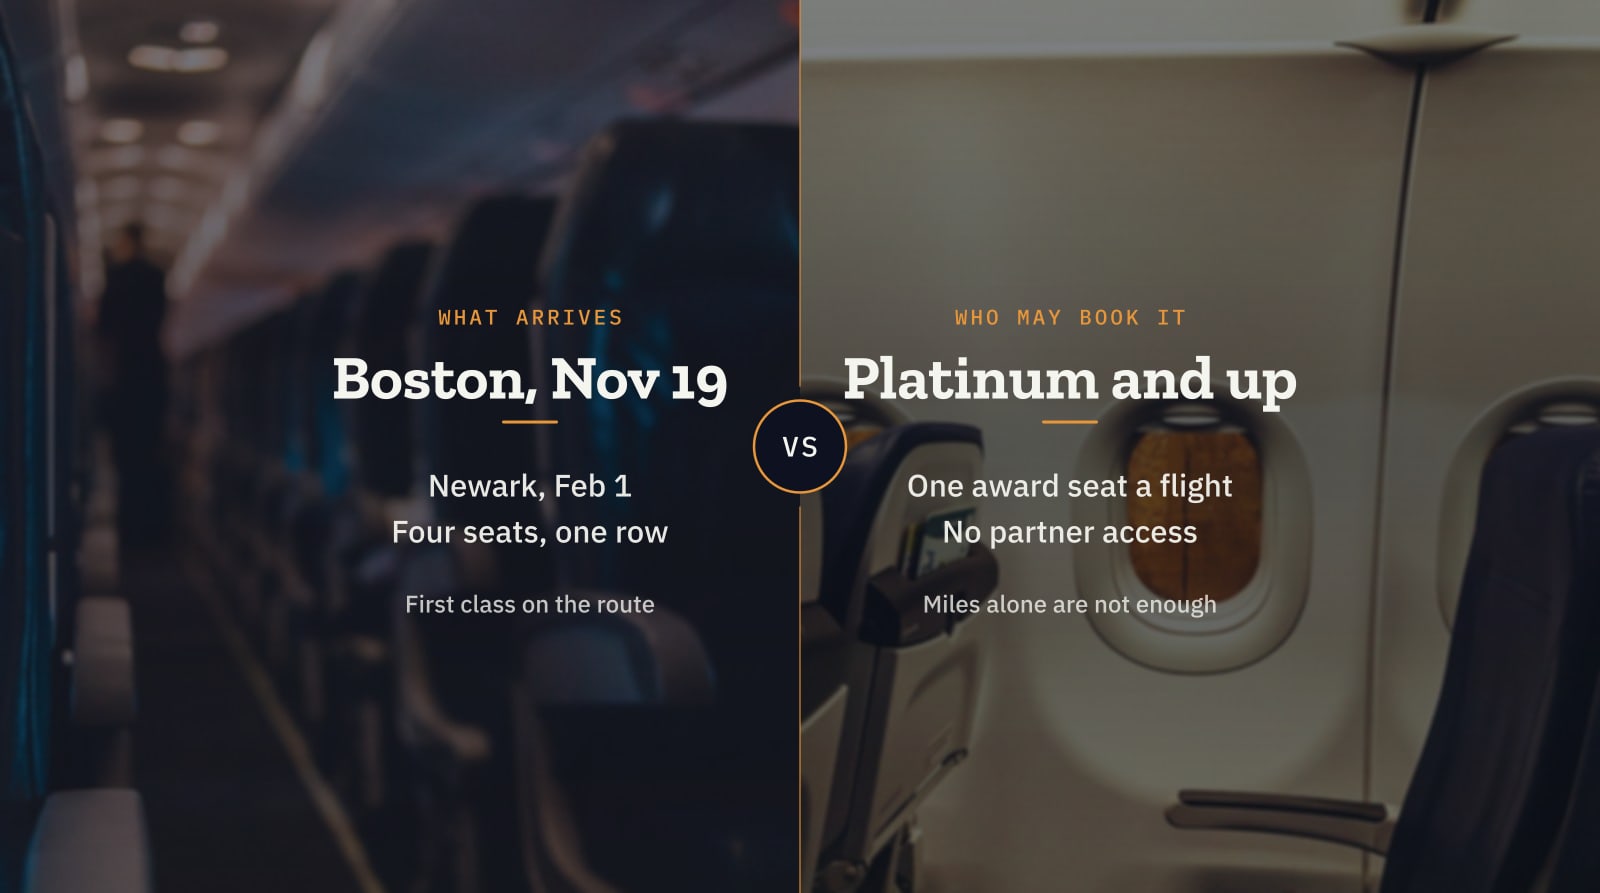 WHAT ARRIVES
Boston, Nov 19
Newark, Feb 1
Four seats, one row
First class on the route
VS
WHO MAY BOOK IT
Platinum and up
One award seat a flight
No partner access
Miles alone are not enough